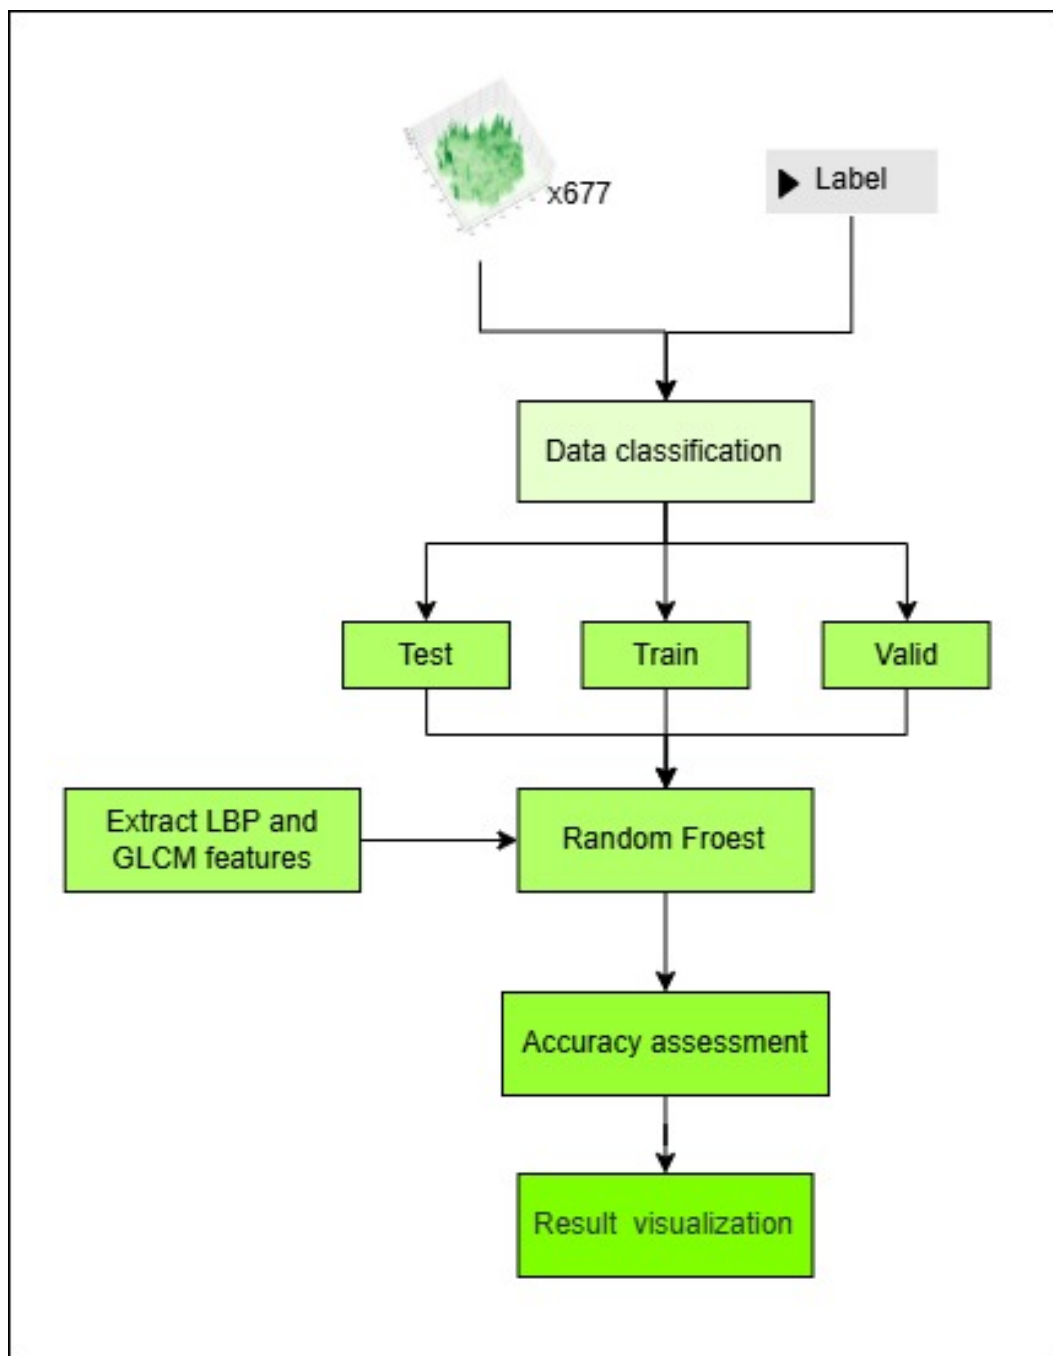 x677
Label
Data classification
Test
Train
Valid
Extract LBP and
GLCM features
Random Froest
Accuracy assessment
Result visualization